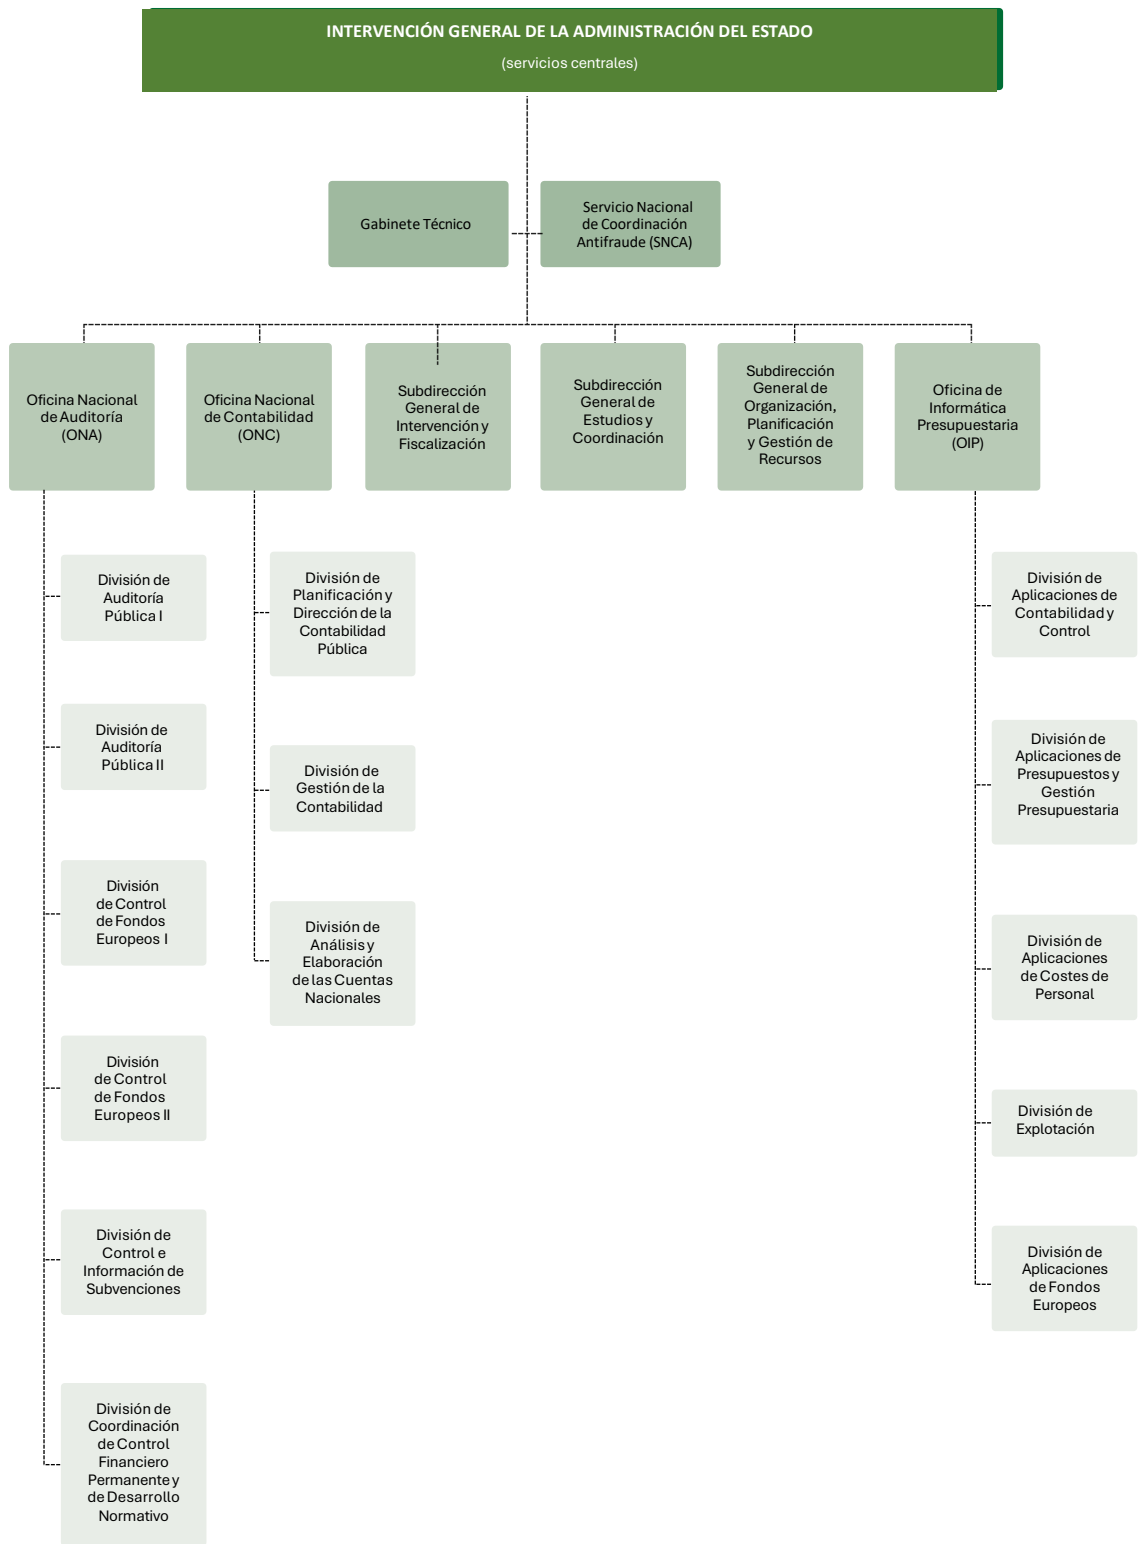 INTERVENCIÓN GENERAL DE LA ADMINISTRACIÓN DEL ESTADO
(servicios centrales)
Gabinete Técnico
Servicio Nacional
de Coordinación
Antifraude (SNCA)
Oficina Nacional
de Auditoría
(ONA)
Oficina Nacional
de Contabilidad
(ONC)
Subdirección
General de
Intervención y
Fiscalización
Subdirección
General de
Estudios y
Coordinación
Subdirección
General de
Organización,
Planificación
y Gestión de
Recursos
Oficina de
Informática
Presupuestaria
(OIP)
División de
Auditoría
Pública I
División de
Auditoría
Pública II
División
de Control
de Fondos
Europeos I
División
de Control
de Fondos
Europeos II
División de
Control e
Información de
Subvenciones
División de
Coordinación
de Control
Financiero
Permanente y
de Desarrollo
Normativo
División de
Planificación y
Dirección de la
Contabilidad
Pública
División de
Gestión de la
Contabilidad
División de
Análisis y
Elaboración
de las Cuentas
Nacionales
División de
Aplicaciones de
Contabilidad y
Control
División de
Aplicaciones de
Presupuestos y
Gestión
Presupuestaria
División de
Aplicaciones
de Costes de
Personal
División de
Explotación
División de
Aplicaciones
de Fondos
Europeos